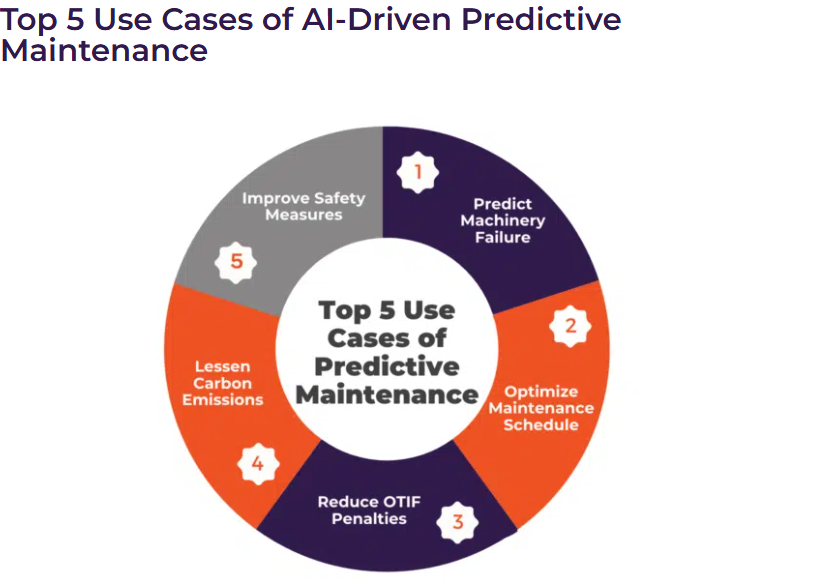 Top 5 Use Cases of AI-Driven Predictive
Maintenance
1
Predict
Machinery
Failure
2
Optimize
Maintenance
Schedule
Reduce OTIF
Penalties
3
Lessen
Carbon
Emissions
4
Improve Safety
Measures
5
Top 5 Use
Cases of
Predictive
Maintenance